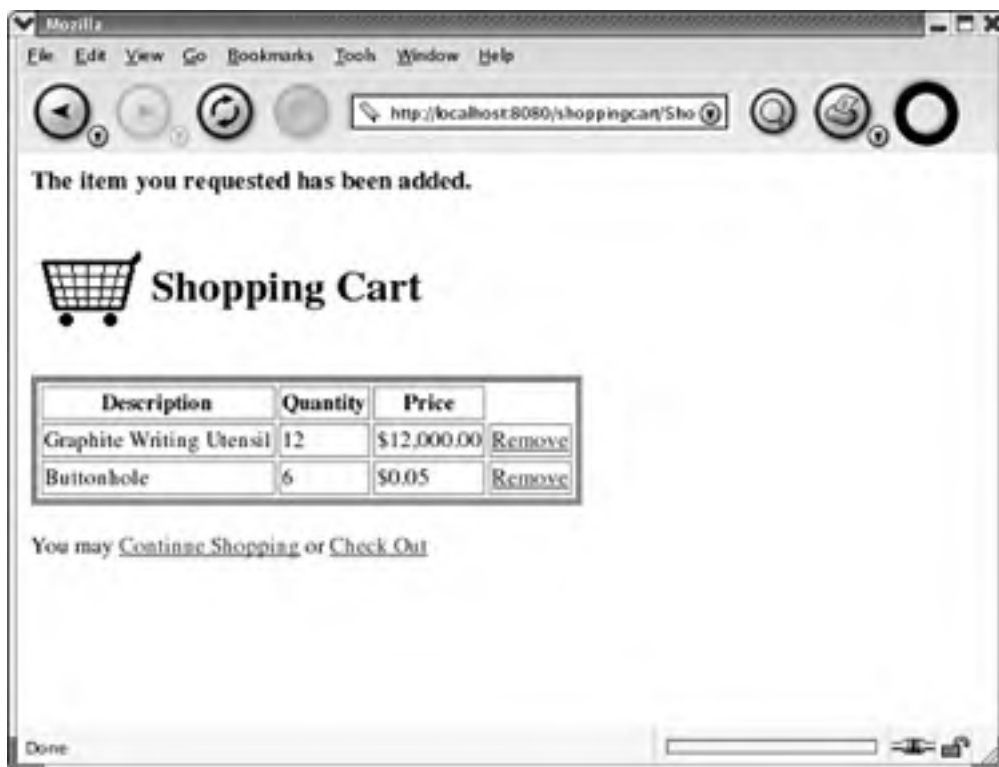 Mozilla
File Edit View Go Bookmarks Tools Window Help
http://localhost:8080/shoppingcart/Sho
The item you requested has been added.
Shopping Cart
Description Quantity Price
Graphite Writing Utensil 12 $12,000.00 Remove
Buttonhole 6 $0.05 Remove
You may Continue Shopping or Check Out
Done